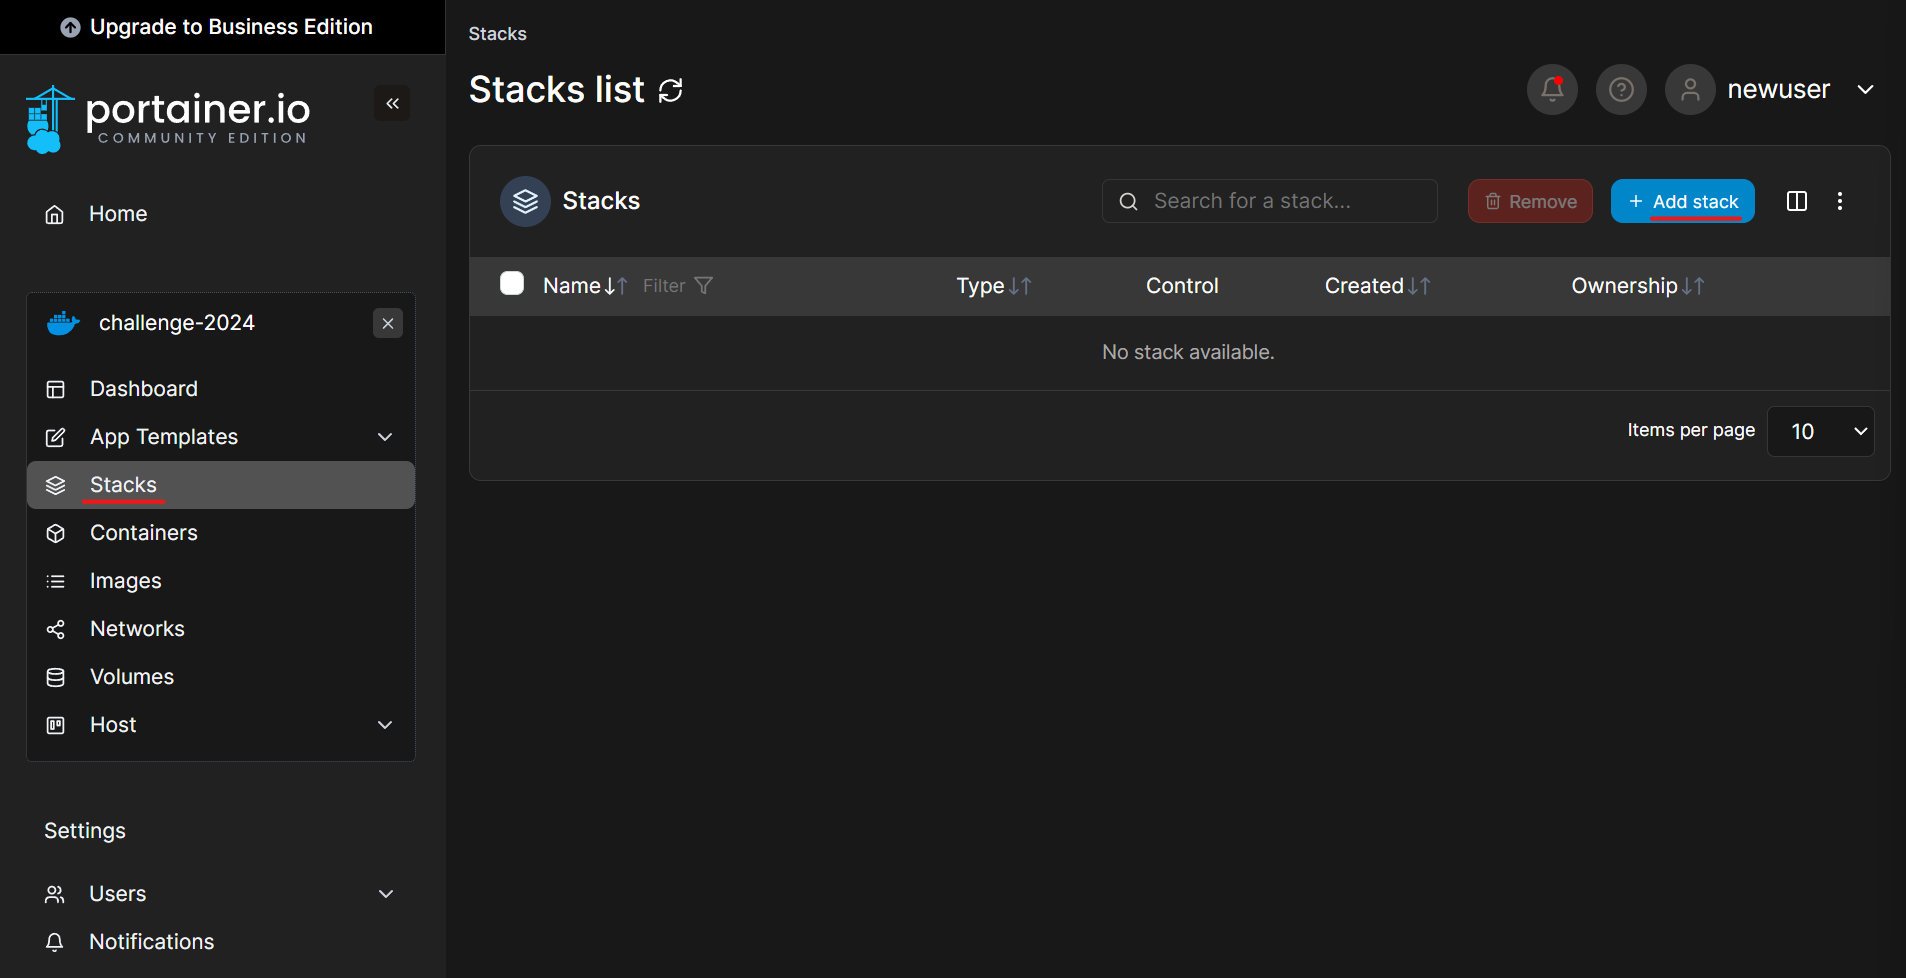 Upgrade to Business Edition
portainer.io
COMMUNITY EDITION
Home
challenge-2024
Dashboard
App Templates
Stacks
Containers
Images
Networks
Volumes
Host
Settings
Users
Notifications
Stacks
Stacks list
newuser
Stacks
Search for a stack...
Remove
+ Add stack
Name Filter Type Control Created Ownership
No stack available.
Items per page 10